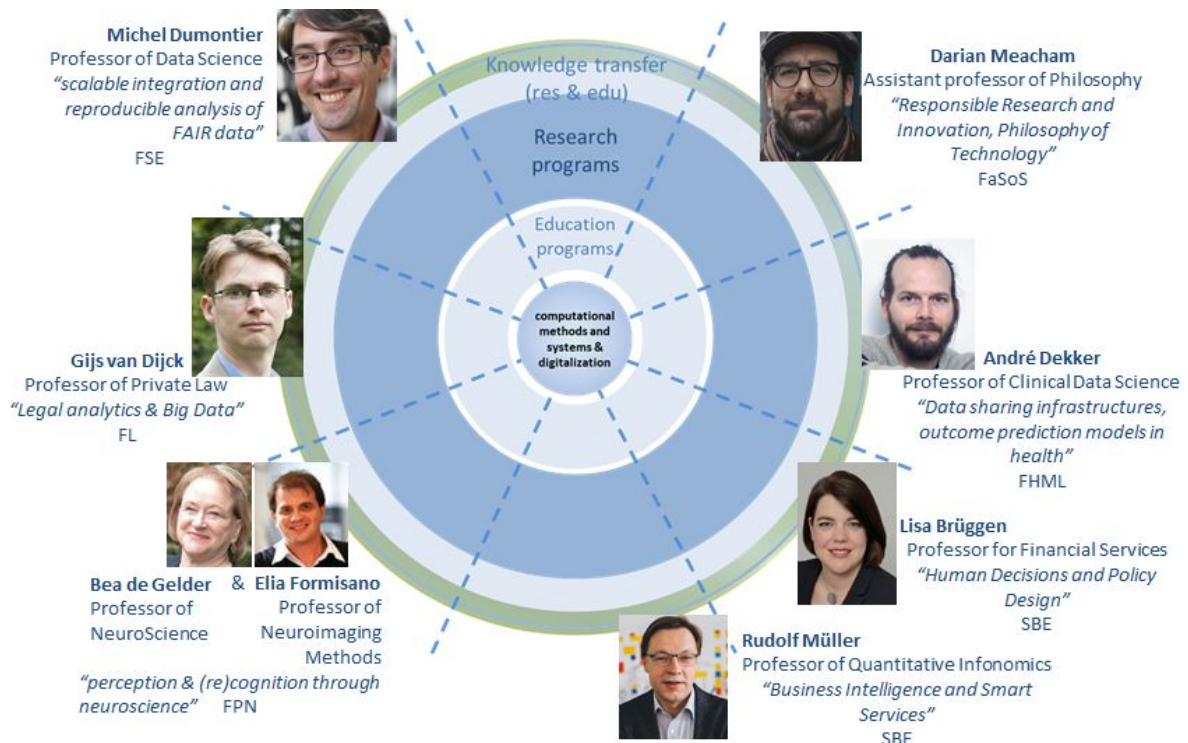 Michel Dumontier
Professor of Data Science
“scalable integration and
reproducible analysis of
FAIR data”
FSE
Knowledge transfer
(res & edu)
Research
programs
Education
programs
computational
methods and
systems &
digitalization
Darian Meacham
Assistant professor of Philosophy
“Responsible Research and
Innovation, Philosophy of
Technology”
FaSoS
Gijs van Dijck
Professor of Private Law
“Legal analytics & Big Data”
FL
André Dekker
Professor of Clinical Data Science
“Data sharing infrastructures,
outcome prediction models in
health”
FHML
Bea de Gelder & Elia Formisano
Professor of
NeuroScience
Professor of
Neuroimaging
Methods
“perception & (re)cognition through
neuroscience” FPN
Lisa Brüggen
Professor for Financial Services
“Human Decisions and Policy
Design”
SBE
Rudolf Müller
Professor of Quantitative Infonomics
“Business Intelligence and Smart
Services”
SBE